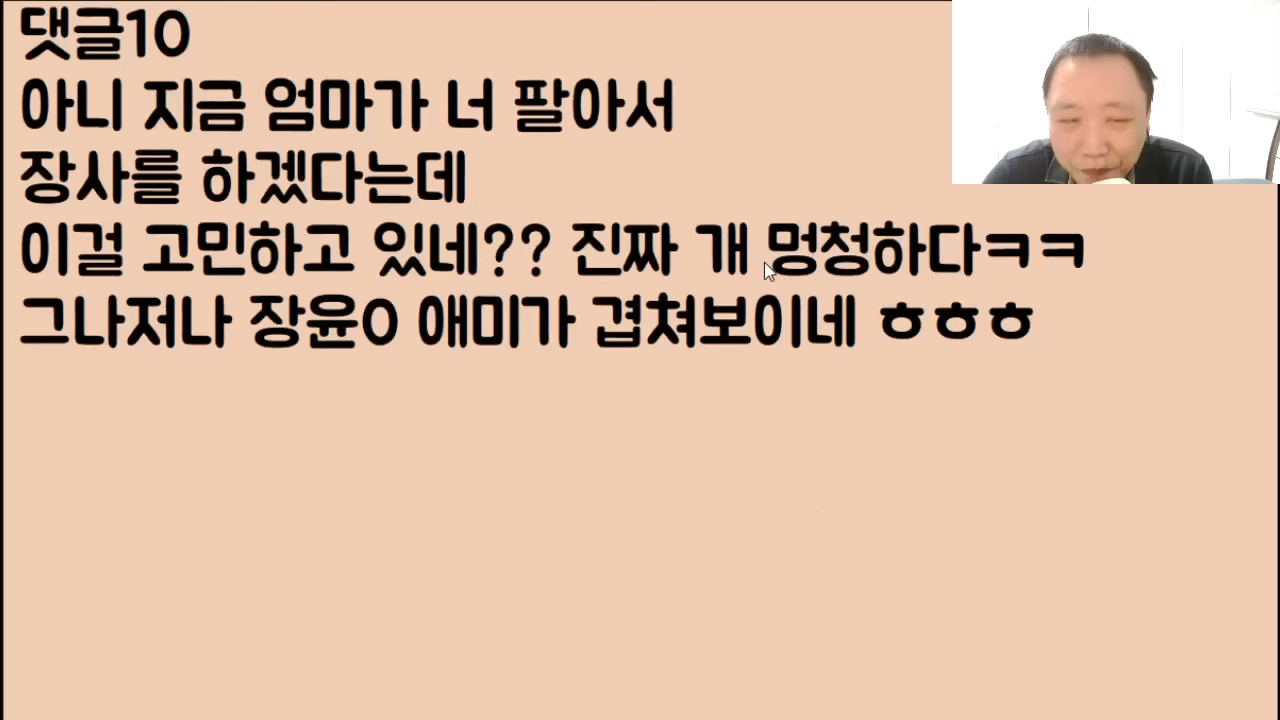 댓글10
아니 지금 엄마가 너 팔아서
장사를 하겠다는데
이걸 고민하고 있네?? 진짜 개 멍청하다ㅋㅋ
그나저나 장윤0 애미가 겹쳐보이네 ㅎㅎㅎ